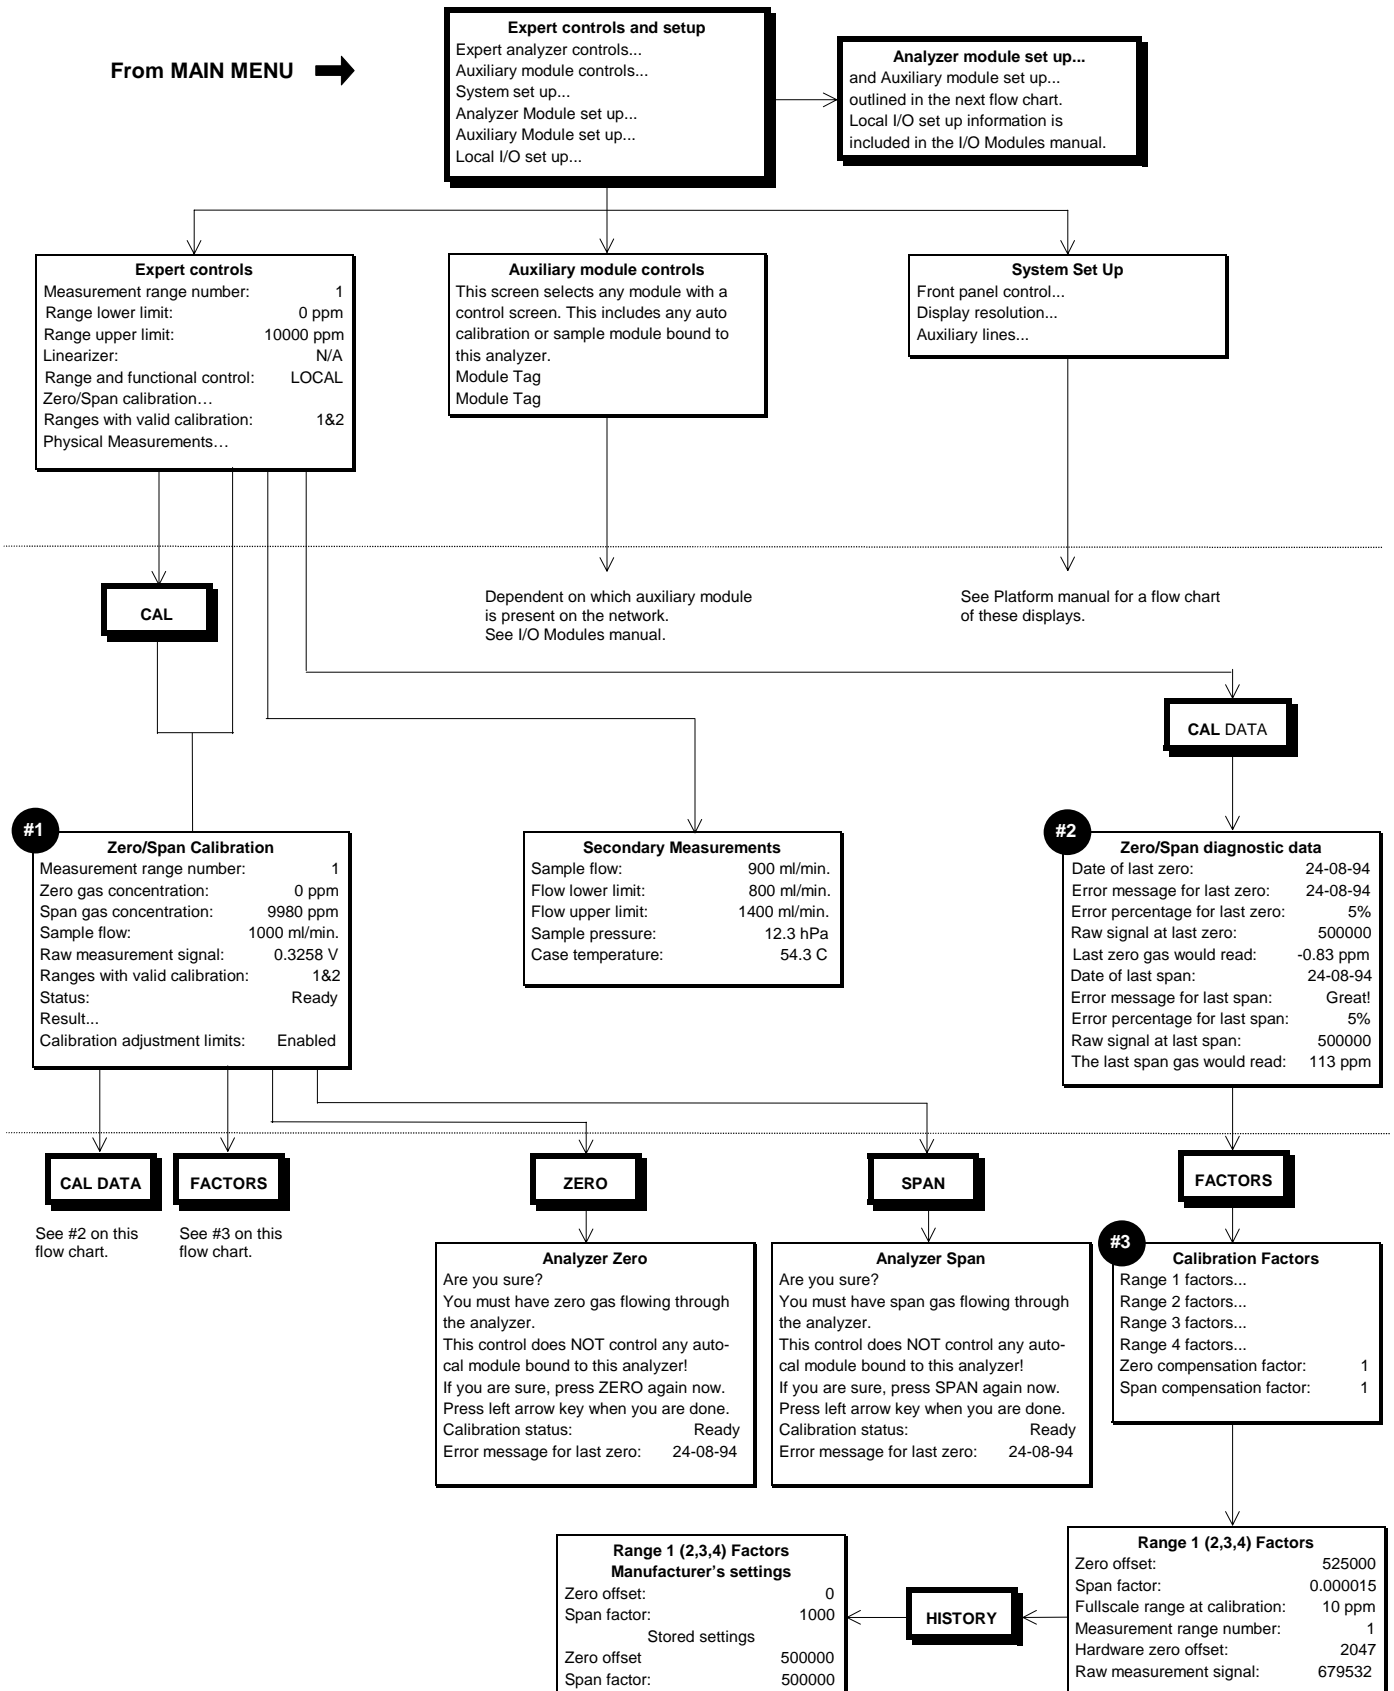 From MAIN MENU
Expert controls and setup
Expert analyzer controls...
Auxiliary module controls...
System set up...
Analyzer Module set up...
Auxiliary Module set up...
Local I/O set up...
Analyzer module set up...
and Auxiliary module set up...
outlined in the next flow chart.
Local I/O set up information is
included in the I/O Modules manual.
Expert controls
Measurement range number: 1
Range lower limit: 0 ppm
Range upper limit: 10000 ppm
Linearizer: N/A
Range and functional control: LOCAL
Zero/Span calibration…
Ranges with valid calibration: 1&2
Physical Measurements…
Auxiliary module controls
This screen selects any module with a
control screen. This includes any auto
calibration or sample module bound to
this analyzer.
Module Tag
Module Tag
System Set Up
Front panel control...
Display resolution...
Auxiliary lines...
CAL
Dependent on which auxiliary module
is present on the network.
See I/O Modules manual.
See Platform manual for a flow chart
of these displays.
CAL DATA
#1
Zero/Span Calibration
Measurement range number: 1
Zero gas concentration: 0 ppm
Span gas concentration: 9980 ppm
Sample flow: 1000 ml/min.
Raw measurement signal: 0.3258 V
Ranges with valid calibration: 1&2
Status: Ready
Result...
Calibration adjustment limits: Enabled
Secondary Measurements
Sample flow: 900 ml/min.
Flow lower limit: 800 ml/min.
Flow upper limit: 1400 ml/min.
Sample pressure: 12.3 hPa
Case temperature: 54.3 C
#2
Zero/Span diagnostic data
Date of last zero: 24-08-94
Error message for last zero: 24-08-94
Error percentage for last zero: 5%
Raw signal at last zero: 500000
Last zero gas would read: -0.83 ppm
Date of last span: 24-08-94
Error message for last span: Great!
Error percentage for last span: 5%
Raw signal at last span: 500000
The last span gas would read: 113 ppm
CAL DATA
See #2 on this
flow chart.
FACTORS
See #3 on this
flow chart.
ZERO
SPAN
FACTORS
Analyzer Zero
Are you sure?
You must have zero gas flowing through
the analyzer.
This control does NOT control any auto-
cal module bound to this analyzer!
If you are sure, press ZERO again now.
Press left arrow key when you are done.
Calibration status: Ready
Error message for last zero: 24-08-94
Analyzer Span
Are you sure?
You must have span gas flowing through
the analyzer.
This control does NOT control any auto-
cal module bound to this analyzer!
If you are sure, press SPAN again now.
Press left arrow key when you are done.
Calibration status: Ready
Error message for last zero: 24-08-94
#3
Calibration Factors
Range 1 factors...
Range 2 factors...
Range 3 factors...
Range 4 factors...
Zero compensation factor: 1
Span compensation factor: 1
Range 1 (2,3,4) Factors
Manufacturer’s settings
Zero offset: 0
Span factor: 1000
Stored settings
Zero offset 500000
Span factor: 500000
HISTORY
Range 1 (2,3,4) Factors
Zero offset: 525000
Span factor: 0.000015
Fullscale range at calibration: 10 ppm
Measurement range number: 1
Hardware zero offset: 2047
Raw measurement signal: 679532